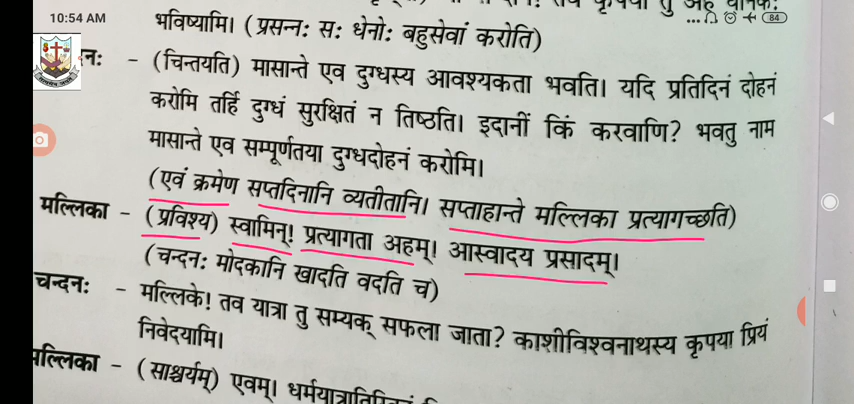 10:54 AM
84
भविष्यामि। (प्रसन्नः सः धेनोः बहुसेवां करोति)
नः - (चिन्तयति) मासान्ते एव दुग्धस्य आवश्यकता भवति। यदि प्रतिदिनं दोहनं
करोमि तर्हि दुग्धं सुरक्षितं न तिष्ठति। इदानीं किं करवाणि? भवतु नाम
मासान्ते एव सम्पूर्णतया दुग्धदोहनं करोमि।
(एवं क्रमेण सप्तदिनानि व्यतीतानि। सप्ताहान्ते मल्लिका प्रत्यागच्छति)
मल्लिका - (प्रविश्य) स्वामिन्! प्रत्यागता अहम्। आस्वादय प्रसादम्।
(चन्दनः मोदकानि खादति वदति च)
चन्दनः - मल्लिके! तव यात्रा तु सम्यक् सफला जाता? काशीविश्वनाथस्य कृपया प्रियं
निवेदयामि।
मल्लिका - (साश्चर्यम्) एवम्।